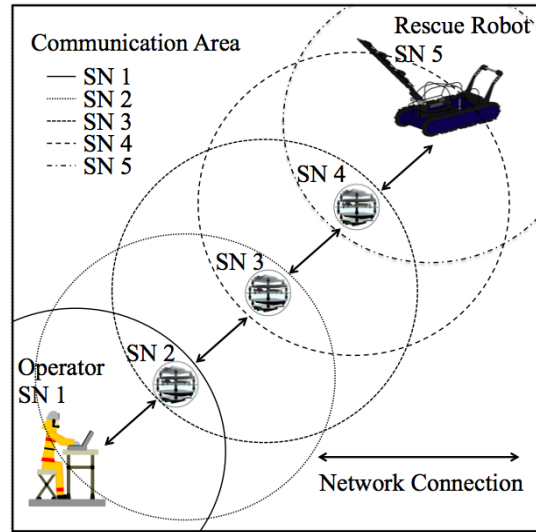 Communication Area
SN 1
SN 2
SN 3
SN 4
SN 5
Rescue Robot
SN 5
SN 4
SN 3
SN 2
Operator
SN 1
Network Connection